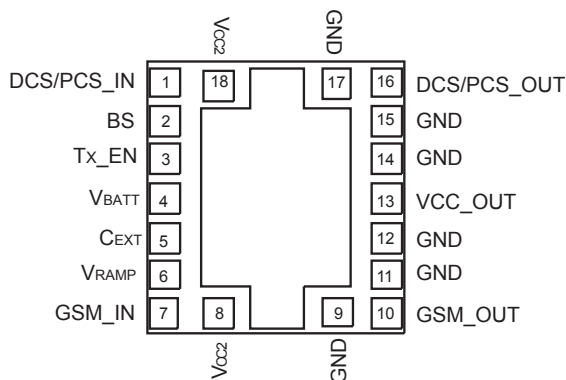 VCC2 GND
DCS/PCS_IN 1 18 17 16 DCS/PCS_OUT
BS 2 15 GND
TX_EN 3 14 GND
VBATT 4 13 VCC_OUT
CEXT 5 12 GND
VRAMP 6 11 GND
GSM_IN 7 8 9 10 GSM_OUT
VCC2 GND